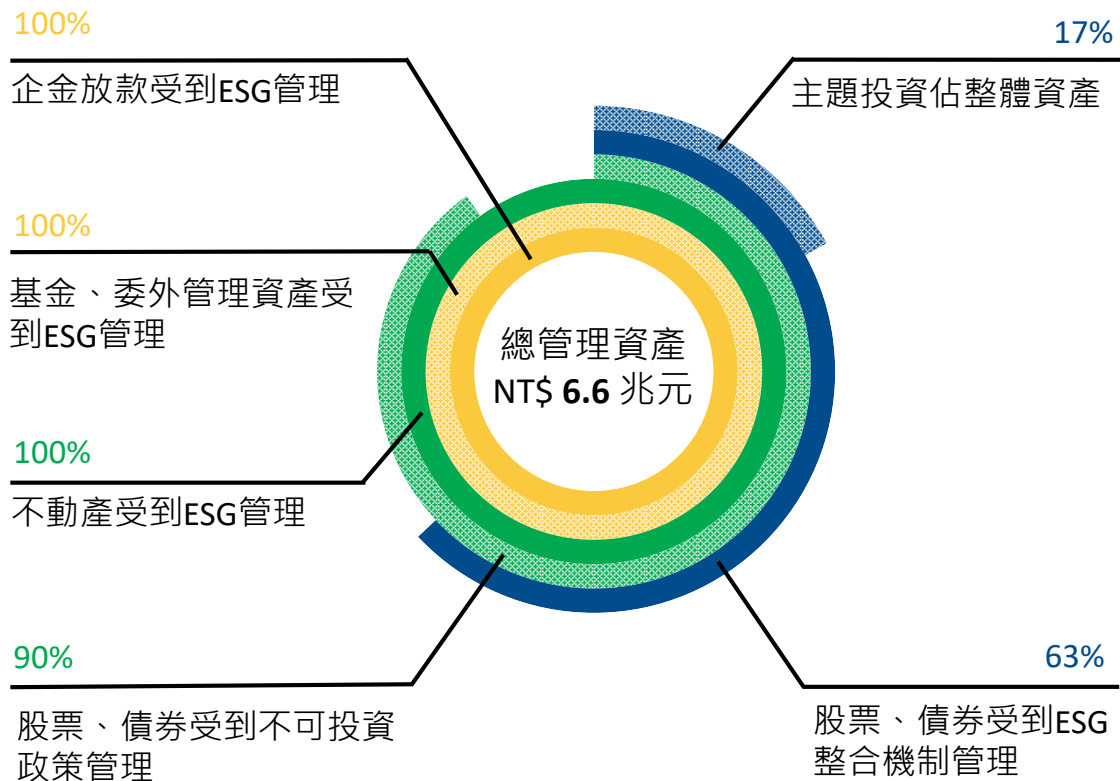 100%
企金放款受到ESG管理
100%
基金、委外管理資產受
到ESG管理
100%
不動產受到ESG管理
90%
股票、債券受到不可投資
政策管理
總管理資產
NT$ 6.6 兆元
17%
主題投資佔整體資產
63%
股票、債券受到ESG
整合機制管理